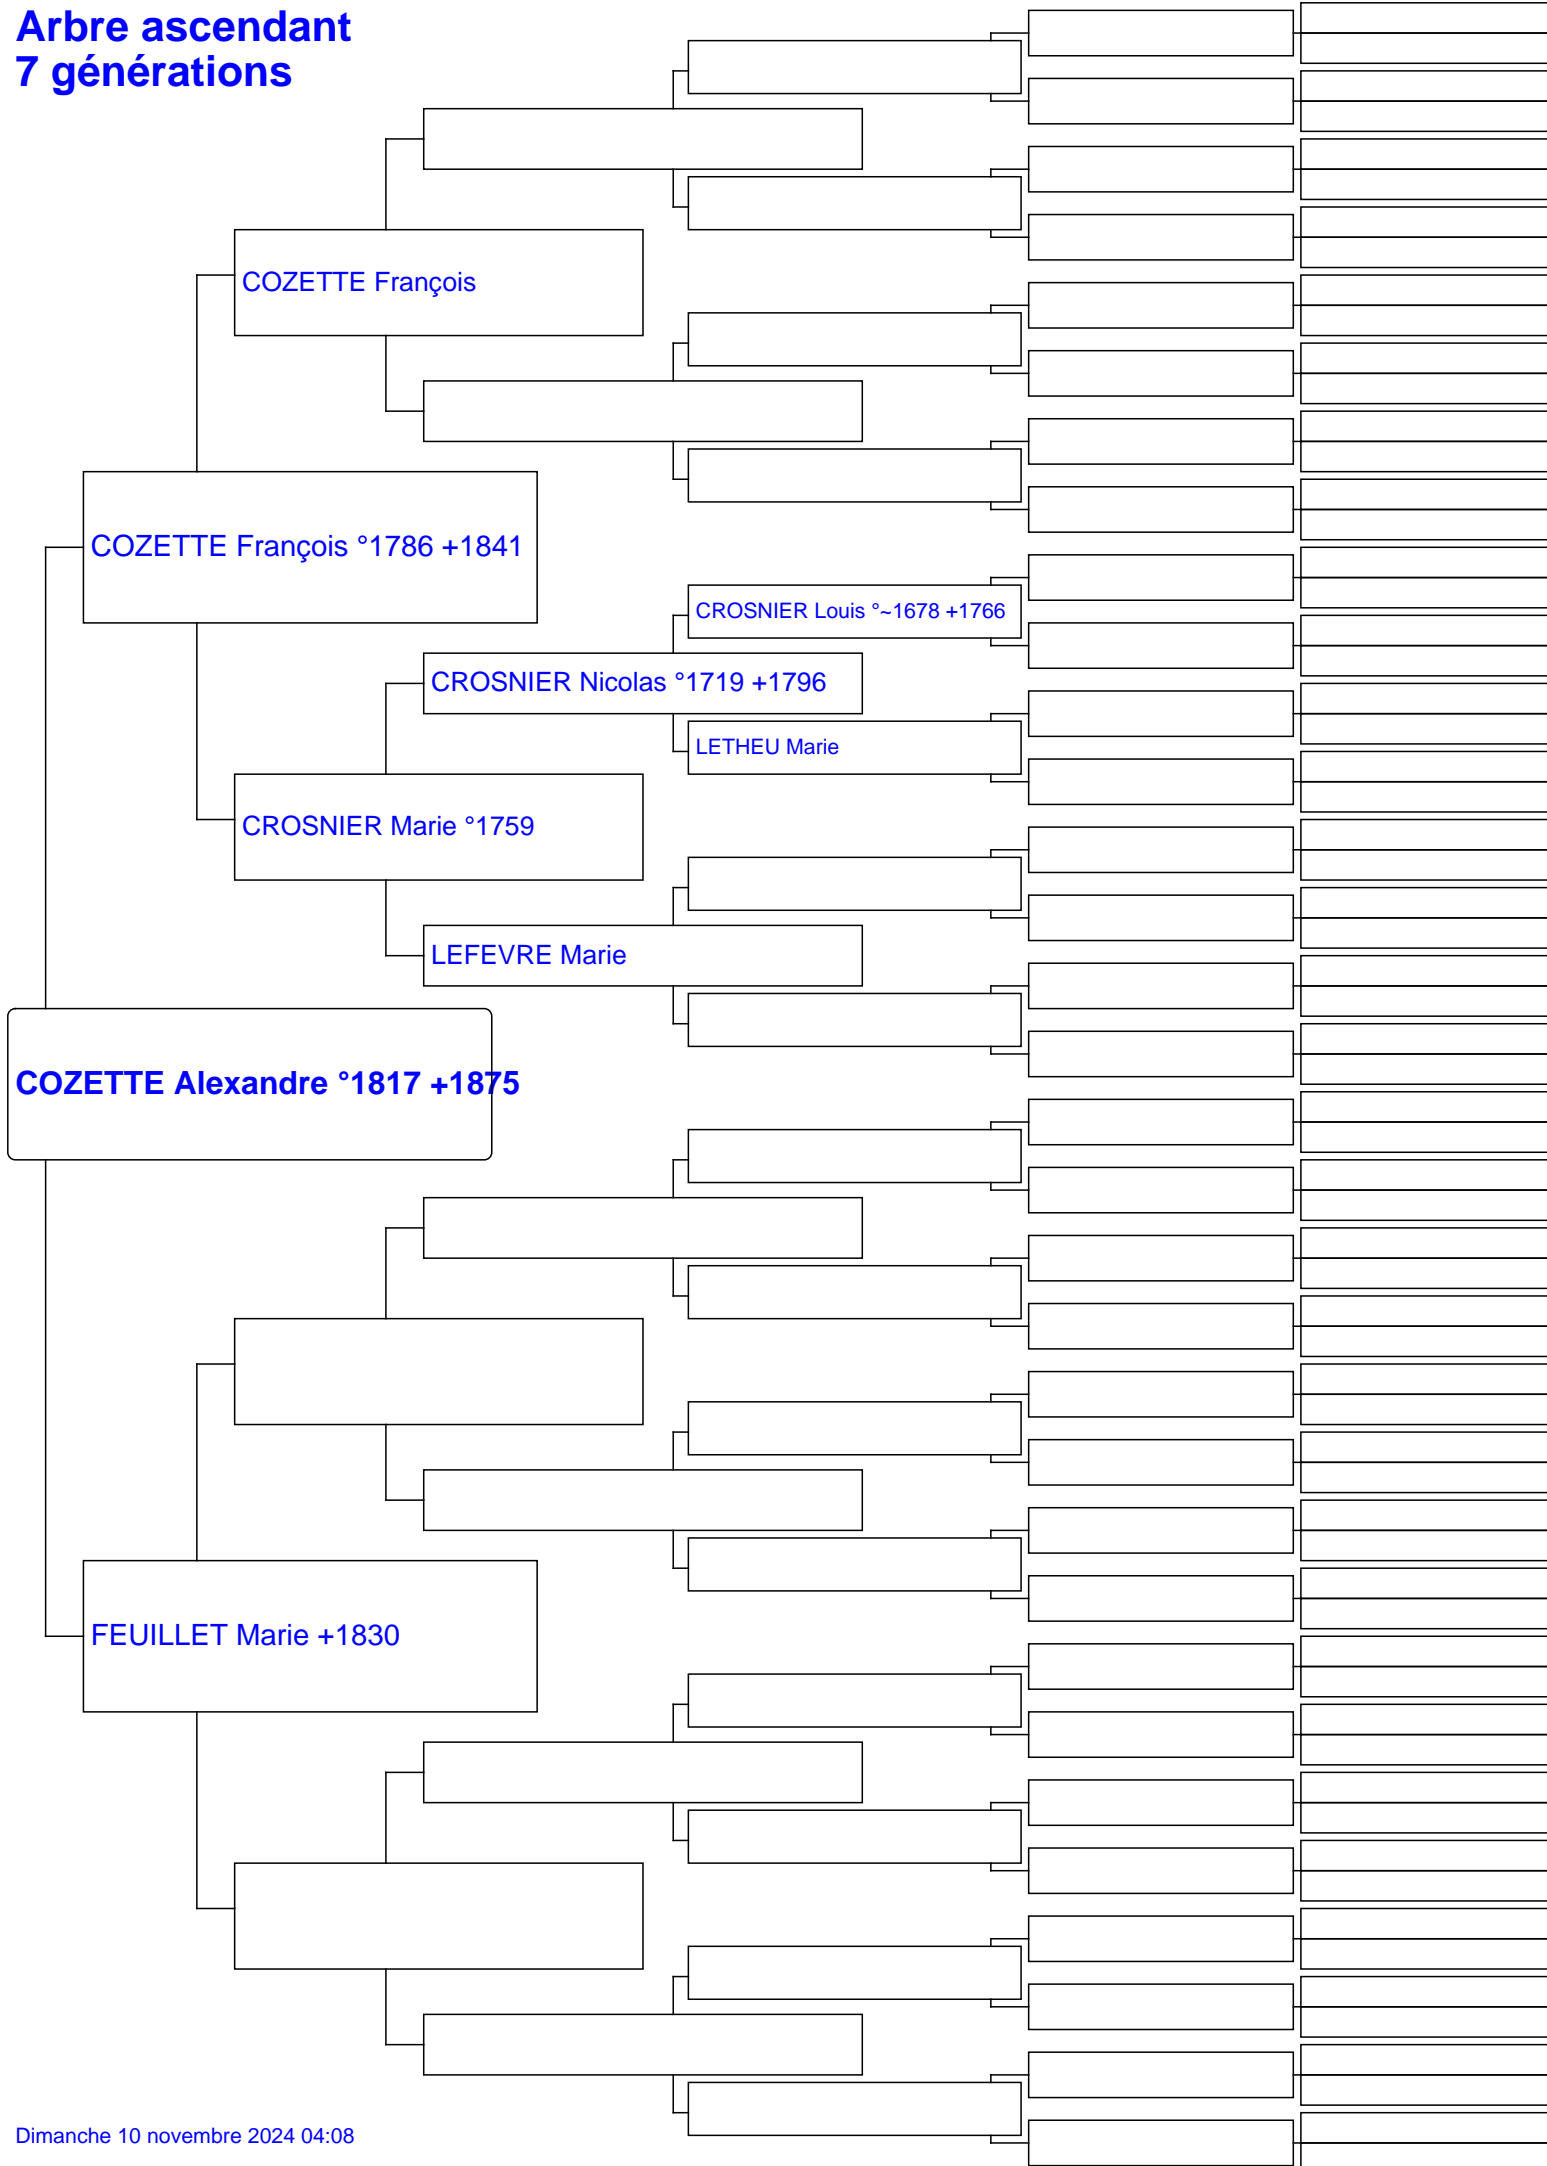 Arbre ascendant
7 générations
COZETTE François
COZETTE François °1786 +1841
CROSNIER Louis °~1678 +1766
CROSNIER Nicolas °1719 +1796
LETHEU Marie
CROSNIER Marie °1759
LEFEVRE Marie
COZETTE Alexandre °1817 +1875
FEUILLET Marie +1830
Dimanche 10 novembre 2024 04:08